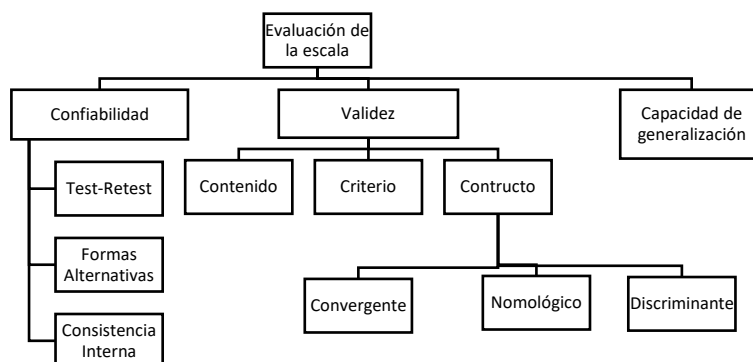 Evaluación de
la escala
Confiabilidad
Validez
Capacidad de
generalización
Test-Retest
Contenido
Criterio
Contructo
Formas
Alternativas
Convergente
Nomológico
Discriminante
Consistencia
Interna